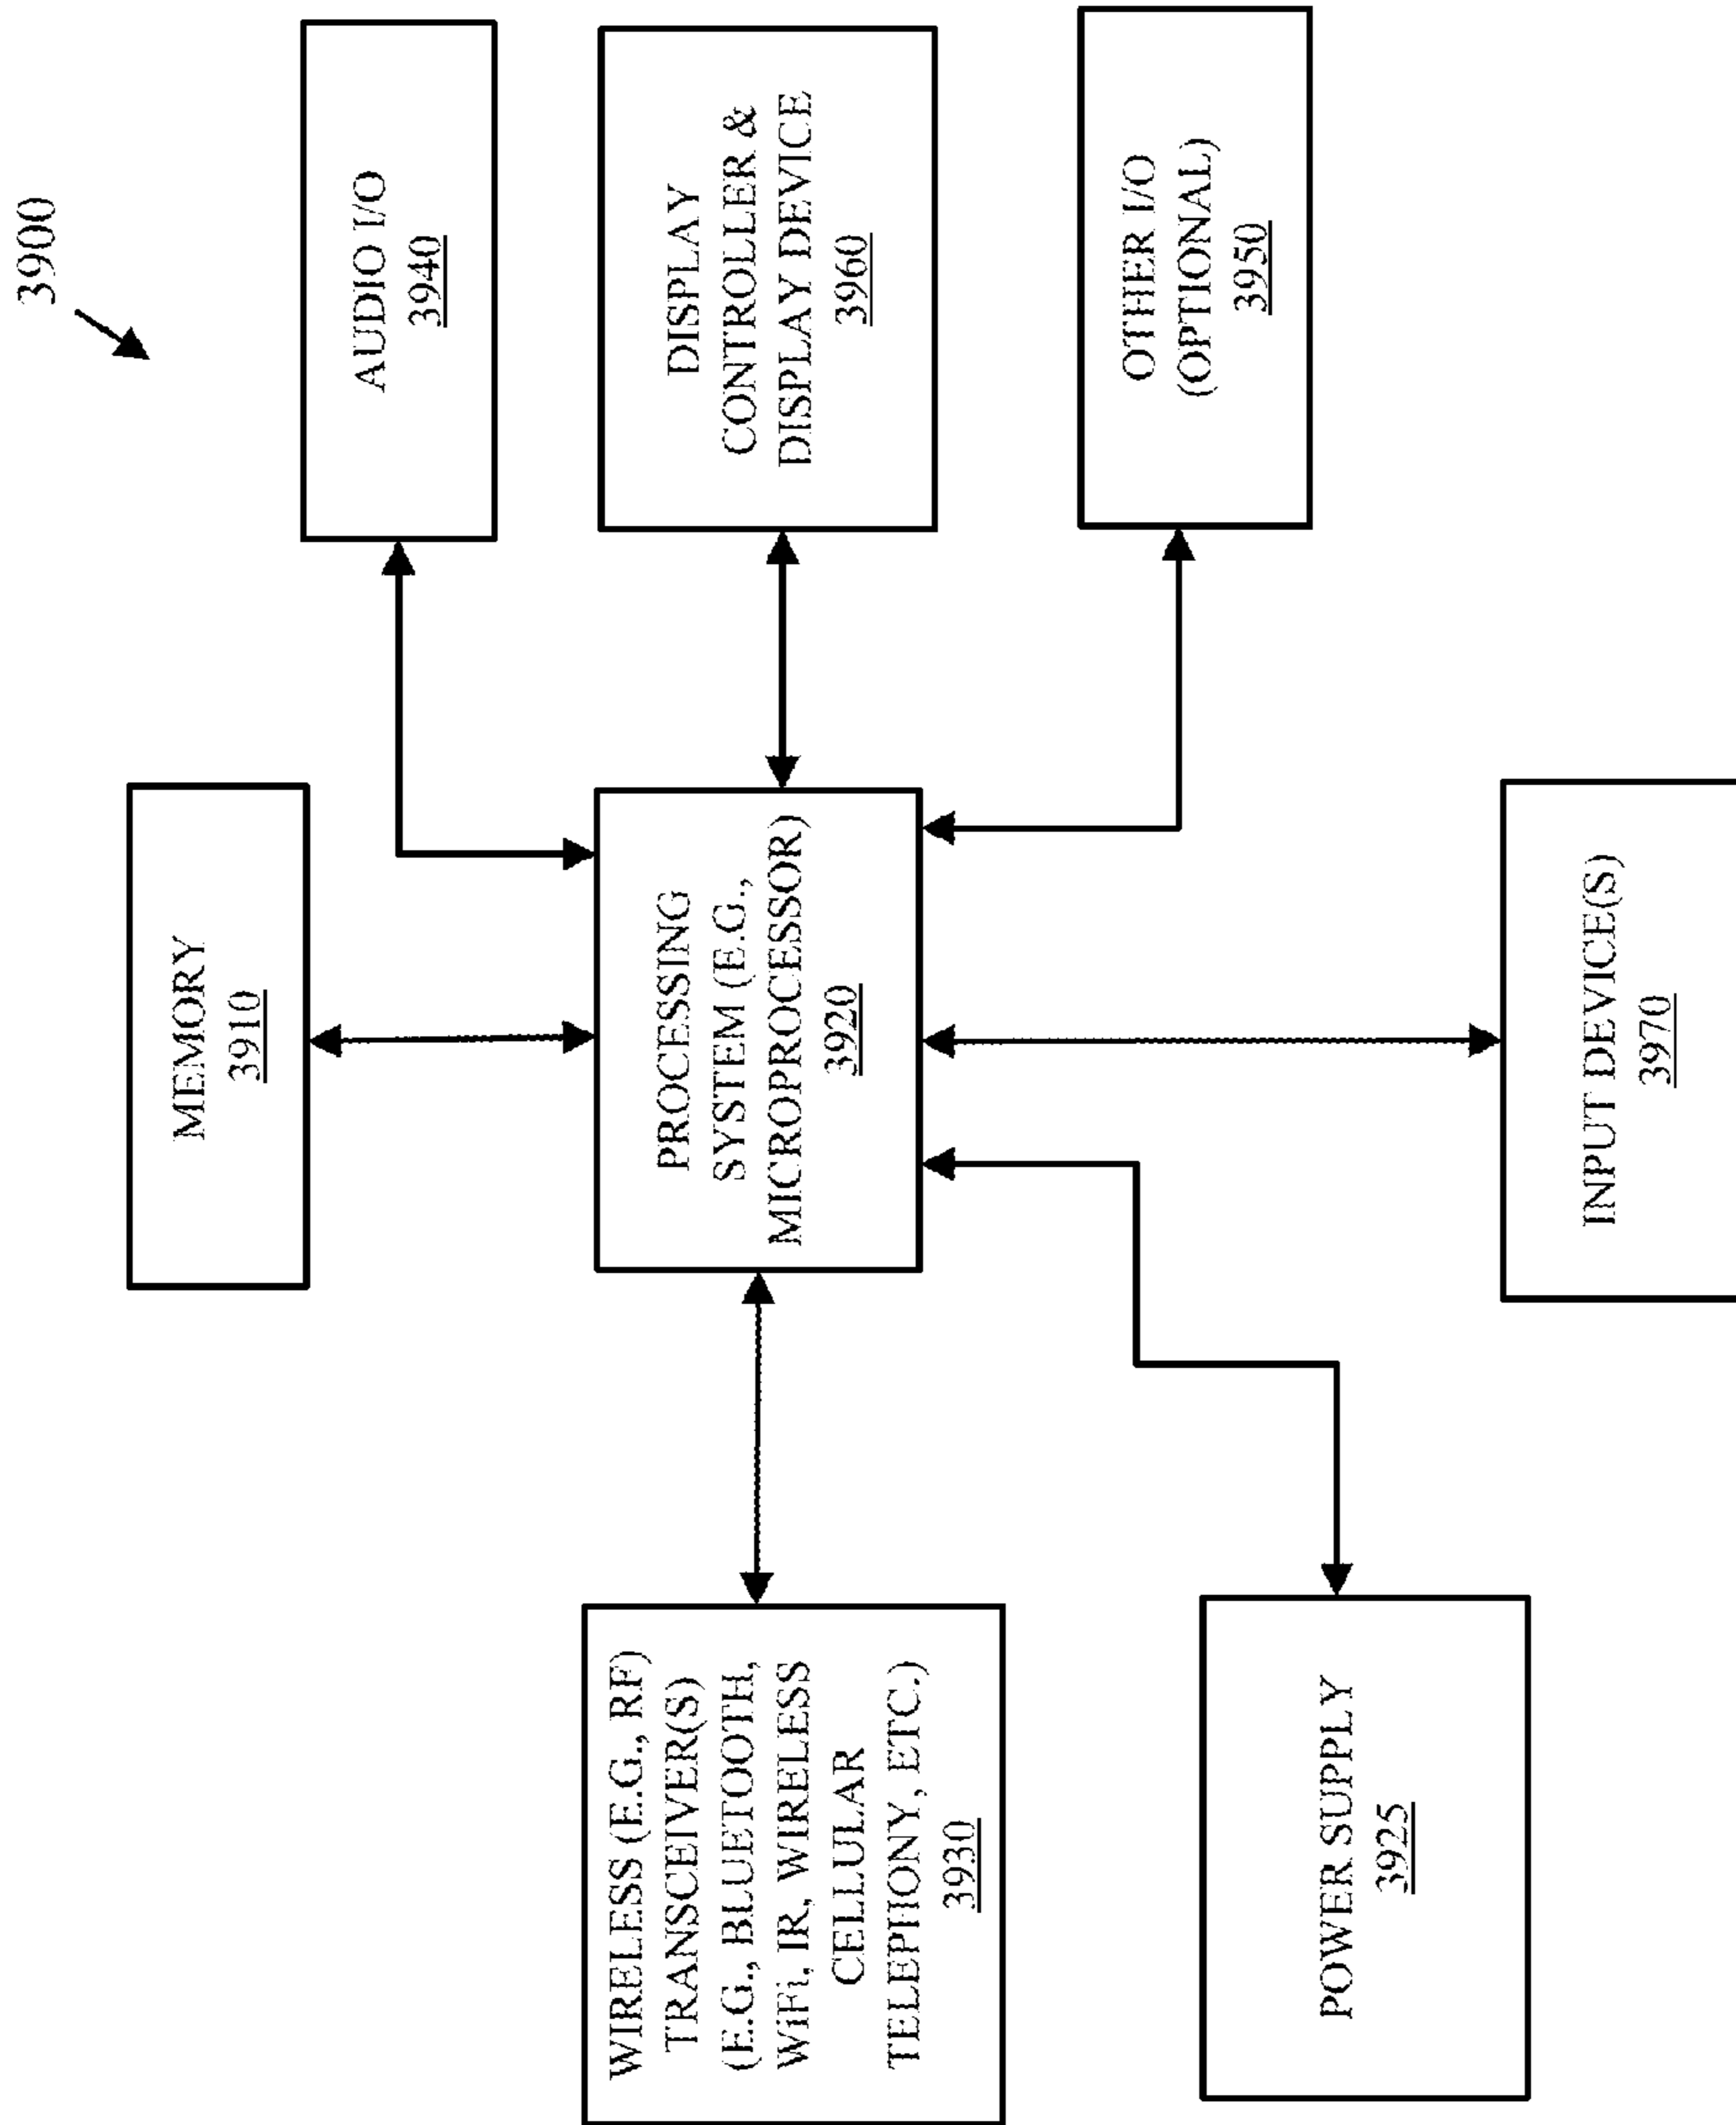 3900
MEMORY
3910
AUDIO I/O
3940
WIRELESS (E.G., RF)
TRANSCEIVER(S)
(E.G., BLUETOOTH,
WiFi, IR, WIRELESS
CELLULAR
TELEPHONY, ETC.)
3930
PROCESSING
SYSTEM (E.G.,
MICROPROCESSOR)
3920
DISPLAY
CONTROLLER &
DISPLAY DEVICE
3960
POWER SUPPLY
3925
OTHER I/O
(OPTIONAL)
3950
INPUT DEVICE(S)
3970